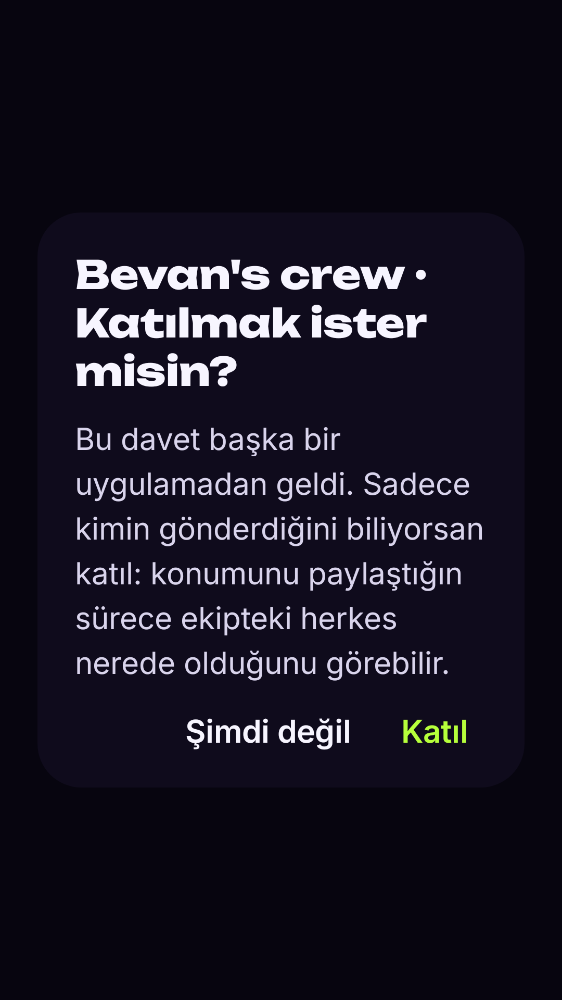 Bevan's crew •
Katılmak ister
misin?
Bu davet başka bir
uygulamadan geldi. Sadece
kimin gönderdiğini biliyorsan
katıl: konumunu paylaştığın
sürece ekipteki herkes
nerede olduğunu görebilir.
Şimdi değil Katıl